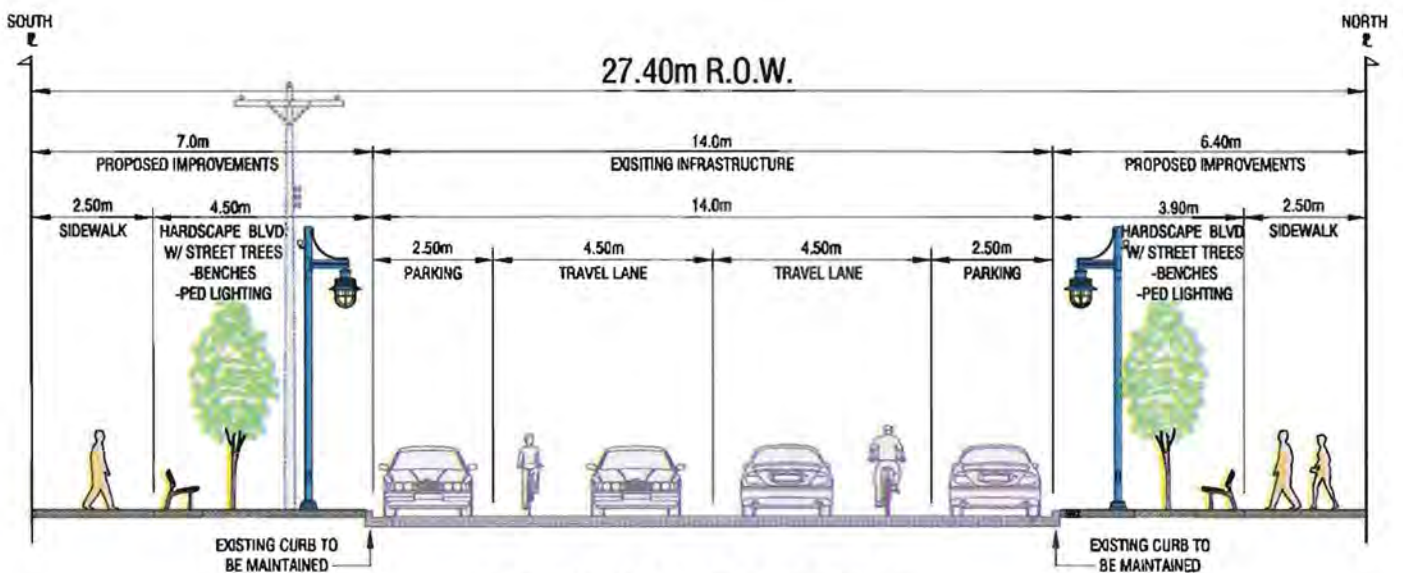 SOUTH
NORTH
27.40m R.O.W.
7.0m
14.0m
6.40m
PROPOSED IMPROVEMENTS
EXISITING INFRASTRUCTURE
PROPOSED IMPROVEMENTS
2.50m
4.50m
14.0m
3.90m
2.50m
SIDEWALK
HARDSCAPE BLVD
W/ STREET TREES
-BENCHES
-PED LIGHTING
2.50m
PARKING
4.50m
TRAVEL LANE
4.50m
TRAVEL LANE
2.50m
PARKING
HARDSCAPE BLVD
W/ STREET TREES
-BENCHES
-PED LIGHTING
SIDEWALK
EXISTING CURB TO
BE MAINTAINED
EXISTING CURB TO
BE MAINTAINED